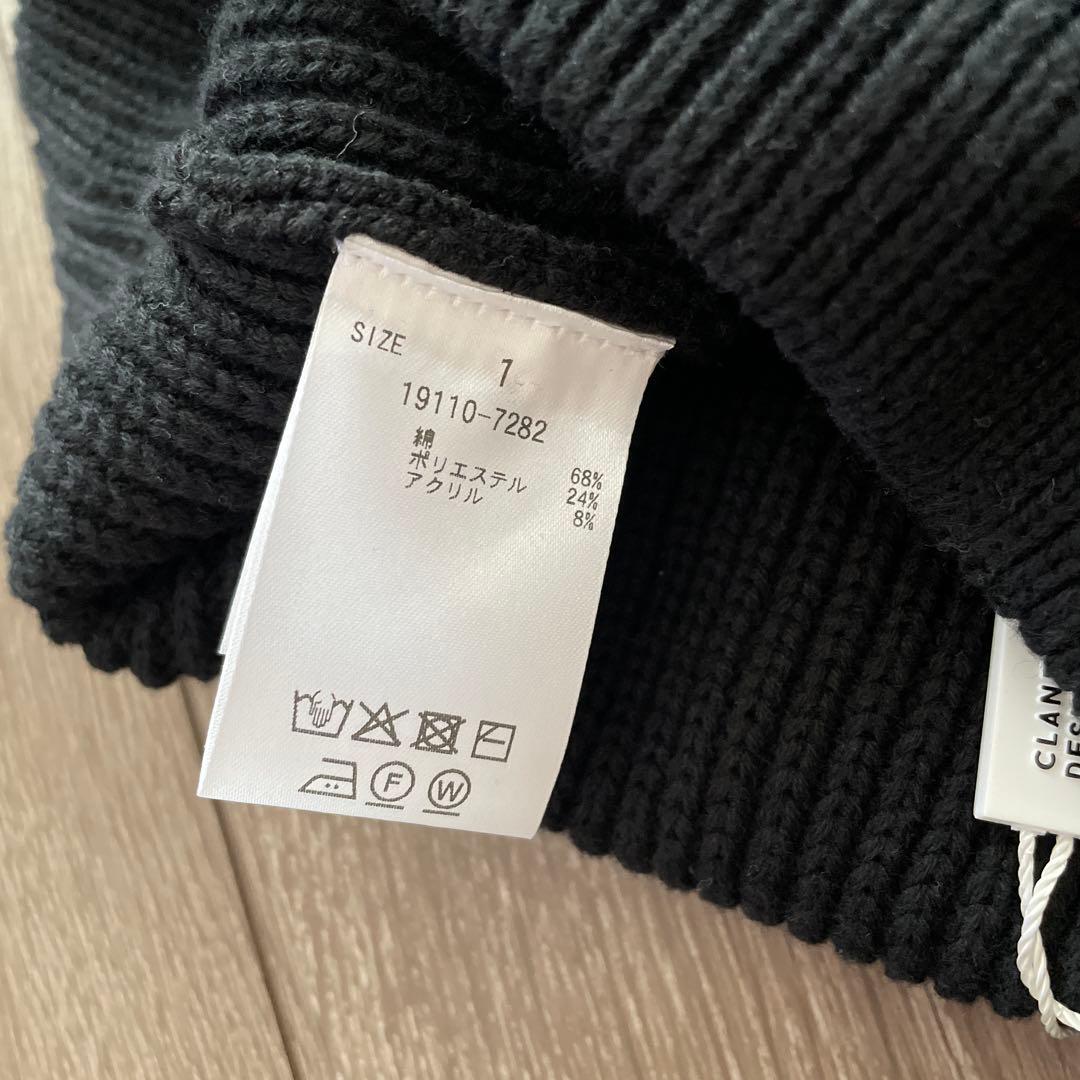 SIZE 1
19110-7282
綿 68%
ポリエステル 24%
アクリル 8%
F W
CLAN
DES